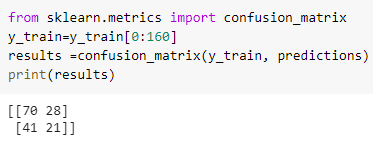 from sklearn.metrics import confusion_matrix
y_train=y_train[0:160]
results =confusion_matrix(y_train, predictions)
print(results)
[[70 28]
[41 21]]